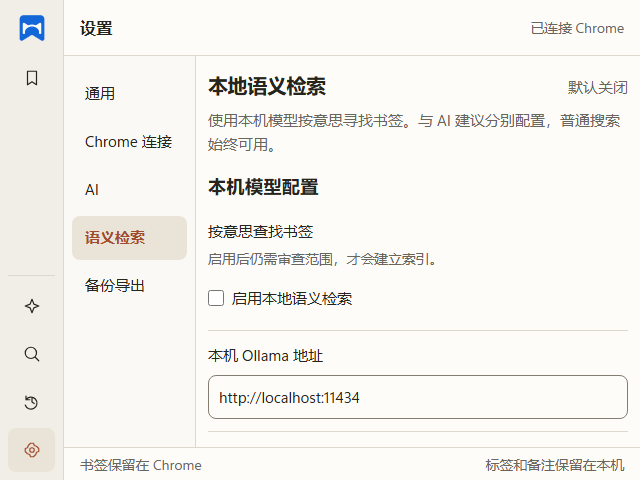 设置
已连接 Chrome
通用
Chrome 连接
AI
语义检索
备份导出
本地语义检索
默认关闭
使用本机模型按意思寻找书签。与 AI 建议分别配置，普通搜索
始终可用。
本机模型配置
按意思查找书签
启用后仍需审查范围，才会建立索引。
启用本地语义检索
本机 Ollama 地址
http://localhost:11434
书签保留在 Chrome
标签和备注保留在本机